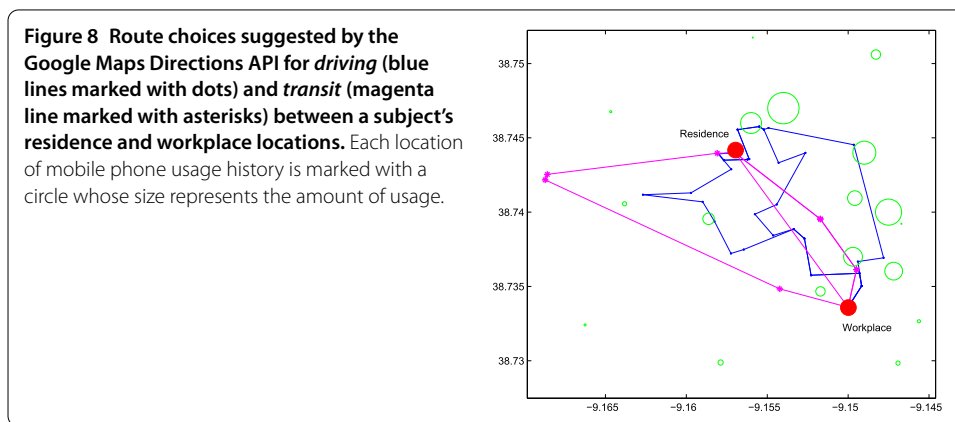 Figure 8 Route choices suggested by the
Google Maps Directions API for driving (blue
lines marked with dots) and transit (magenta
line marked with asterisks) between a subject's
residence and workplace locations. Each location
of mobile phone usage history is marked with a
circle whose size represents the amount of usage.
38.75
38.745
38.74
38.735
38.73
Residence
Workplace
−9.165
−9.16
−9.155
−9.15
−9.145